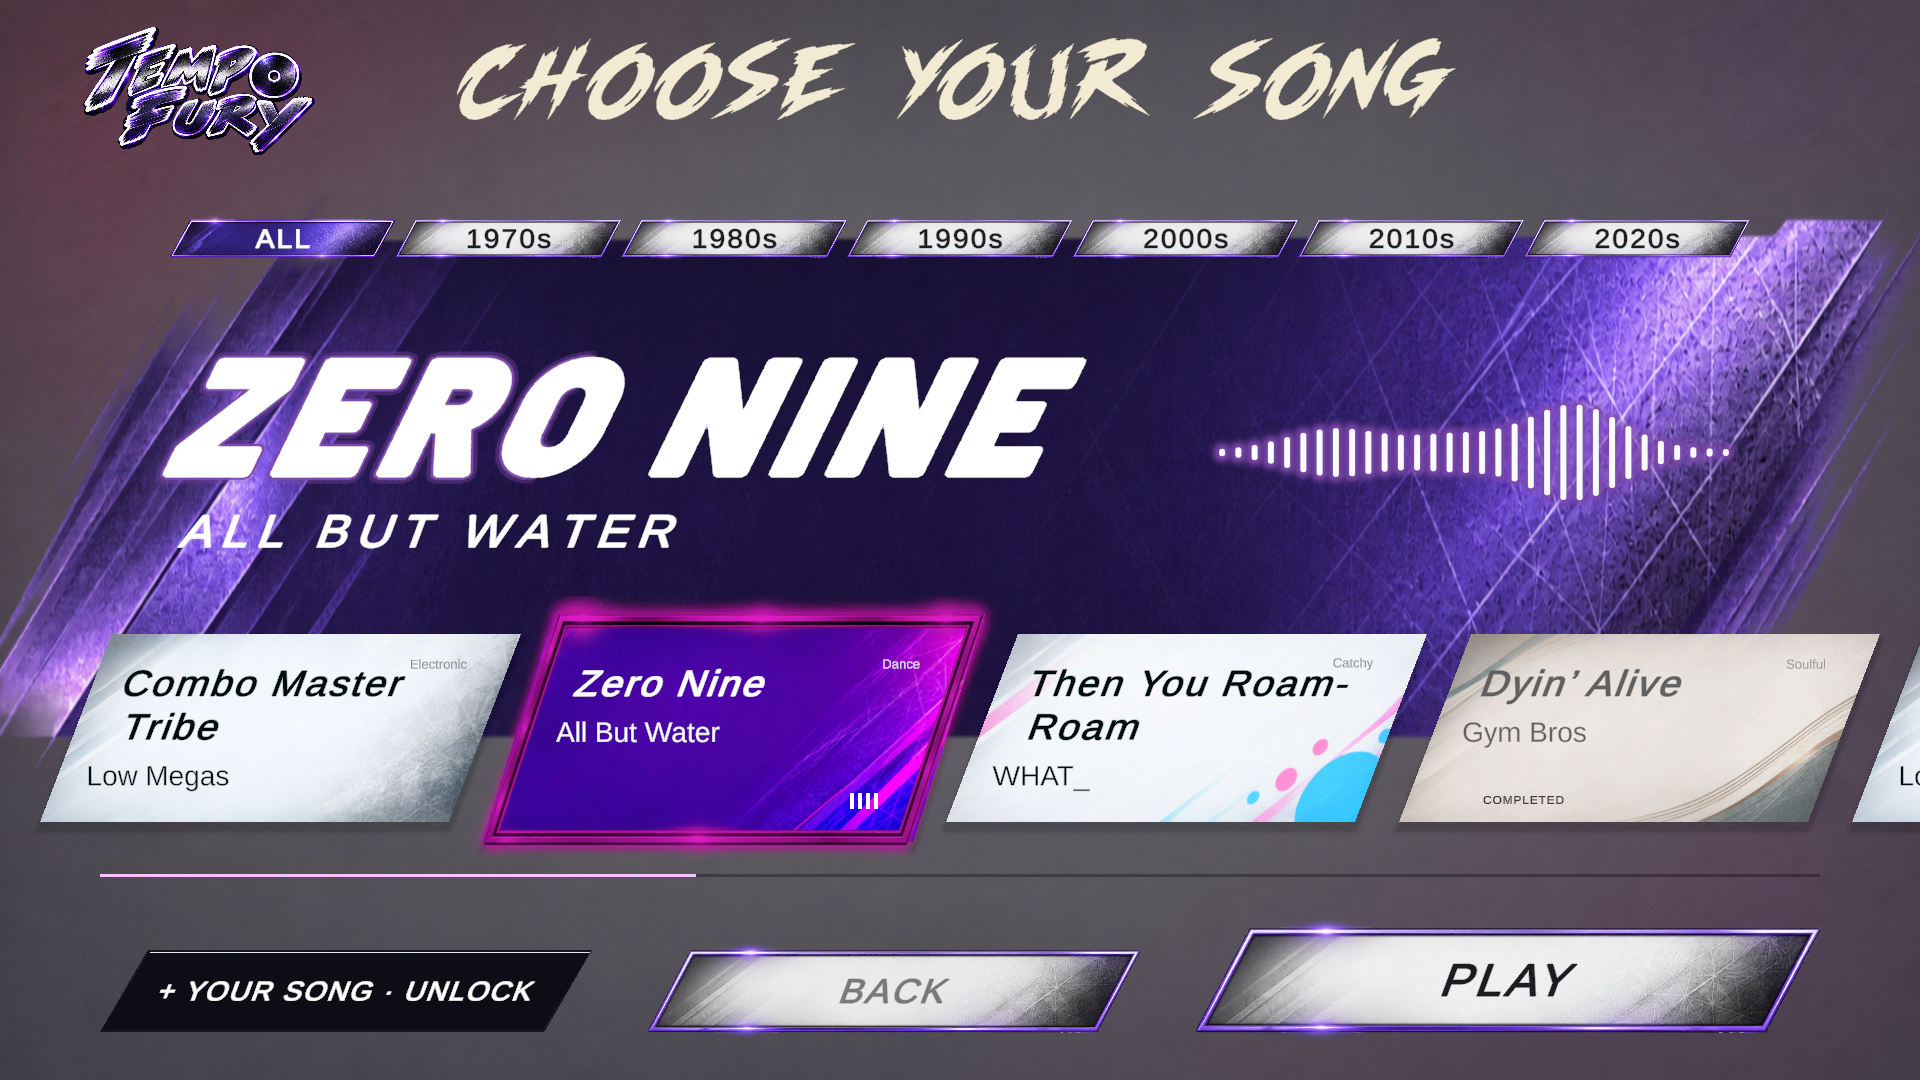 TEMPO
FURY
CHOOSE YOUR SONG
ALL
1970s
1980s
1990s
2000s
2010s
2020s
ZERO NINE
ALL BUT WATER
Combo Master
Tribe
Electronic
Low Megas
Zero Nine
Dance
All But Water
Then You Roam-
Roam
Catchy
WHAT_
Dyin’ Alive
Soulful
Gym Bros
COMPLETED
+ YOUR SONG · UNLOCK
BACK
PLAY